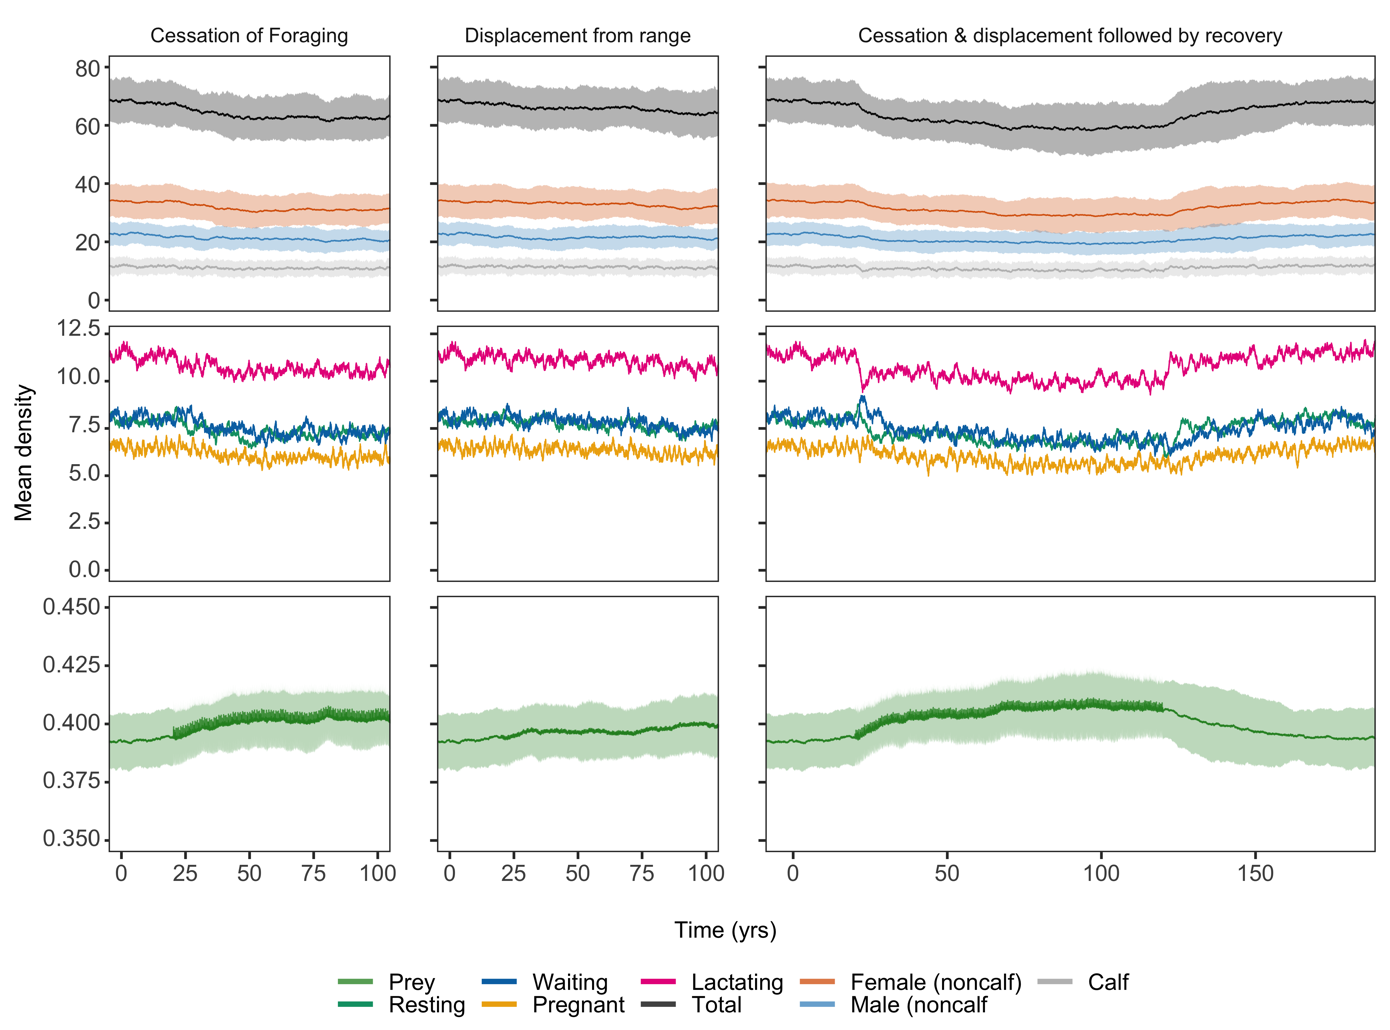 Cessation of Foraging
Displacement from range
Cessation & displacement followed by recovery
80
60
40
20
0
12.5
10.0
7.5
5.0
2.5
0.0
Mean density
0.450
0.425
0.400
0.375
0.350
0 25 50 75 100
0 25 50 75 100
0 50 100 150
Time (yrs)
Prey Waiting Lactating Female (noncalf) Calf
Resting Pregnant Total Male (noncalf